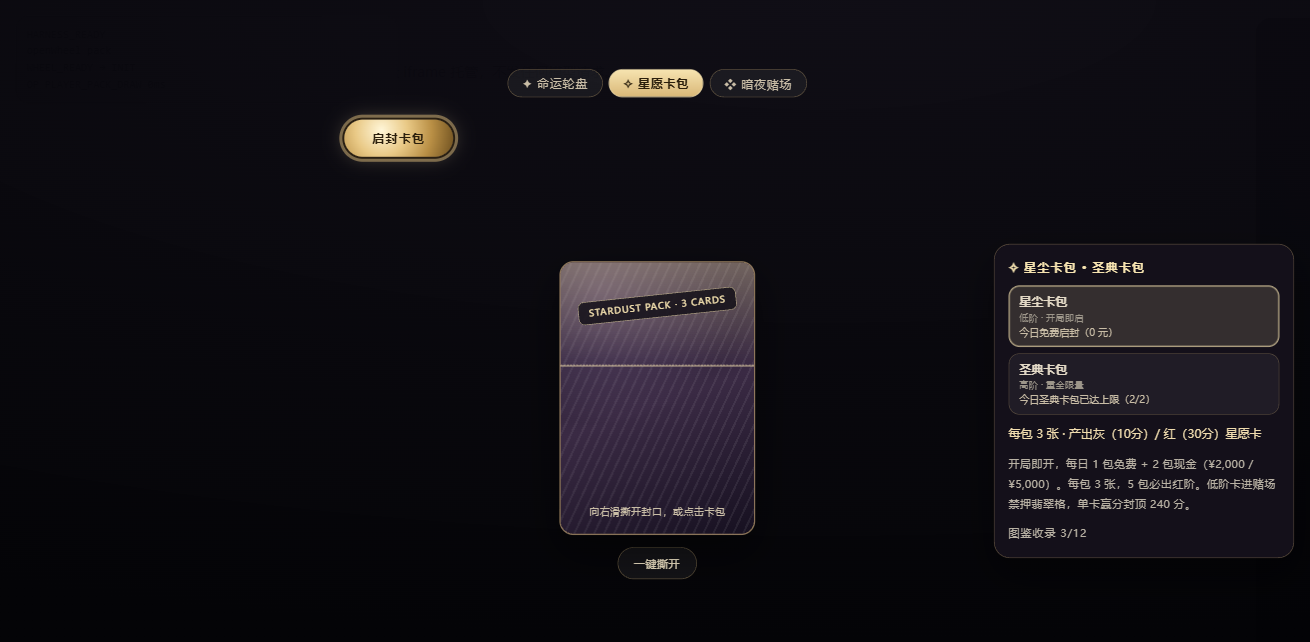 ✦ 命运轮盘
✧ 星愿卡包
❖ 暗夜赌场
启封卡包
STARDUST PACK · 3 CARDS
向右滑撕开封口，或点击卡包
一键撕开
✧ 星尘卡包 · 圣典卡包
星尘卡包
低阶 · 开局即启
今日免费启封（0 元）
圣典卡包
高阶 · 重金限量
今日圣典卡包已达上限（2/2）
每包 3 张 · 产出灰（10分）/ 红（30分）星愿卡
开局即开，每日 1 包免费 + 2 包现金（¥2,000 /
¥5,000）。每包 3 张，5 包必出红阶。低阶卡进赌场
禁押翡翠格，单卡赢分封顶 240 分。
图鉴收录 3/12